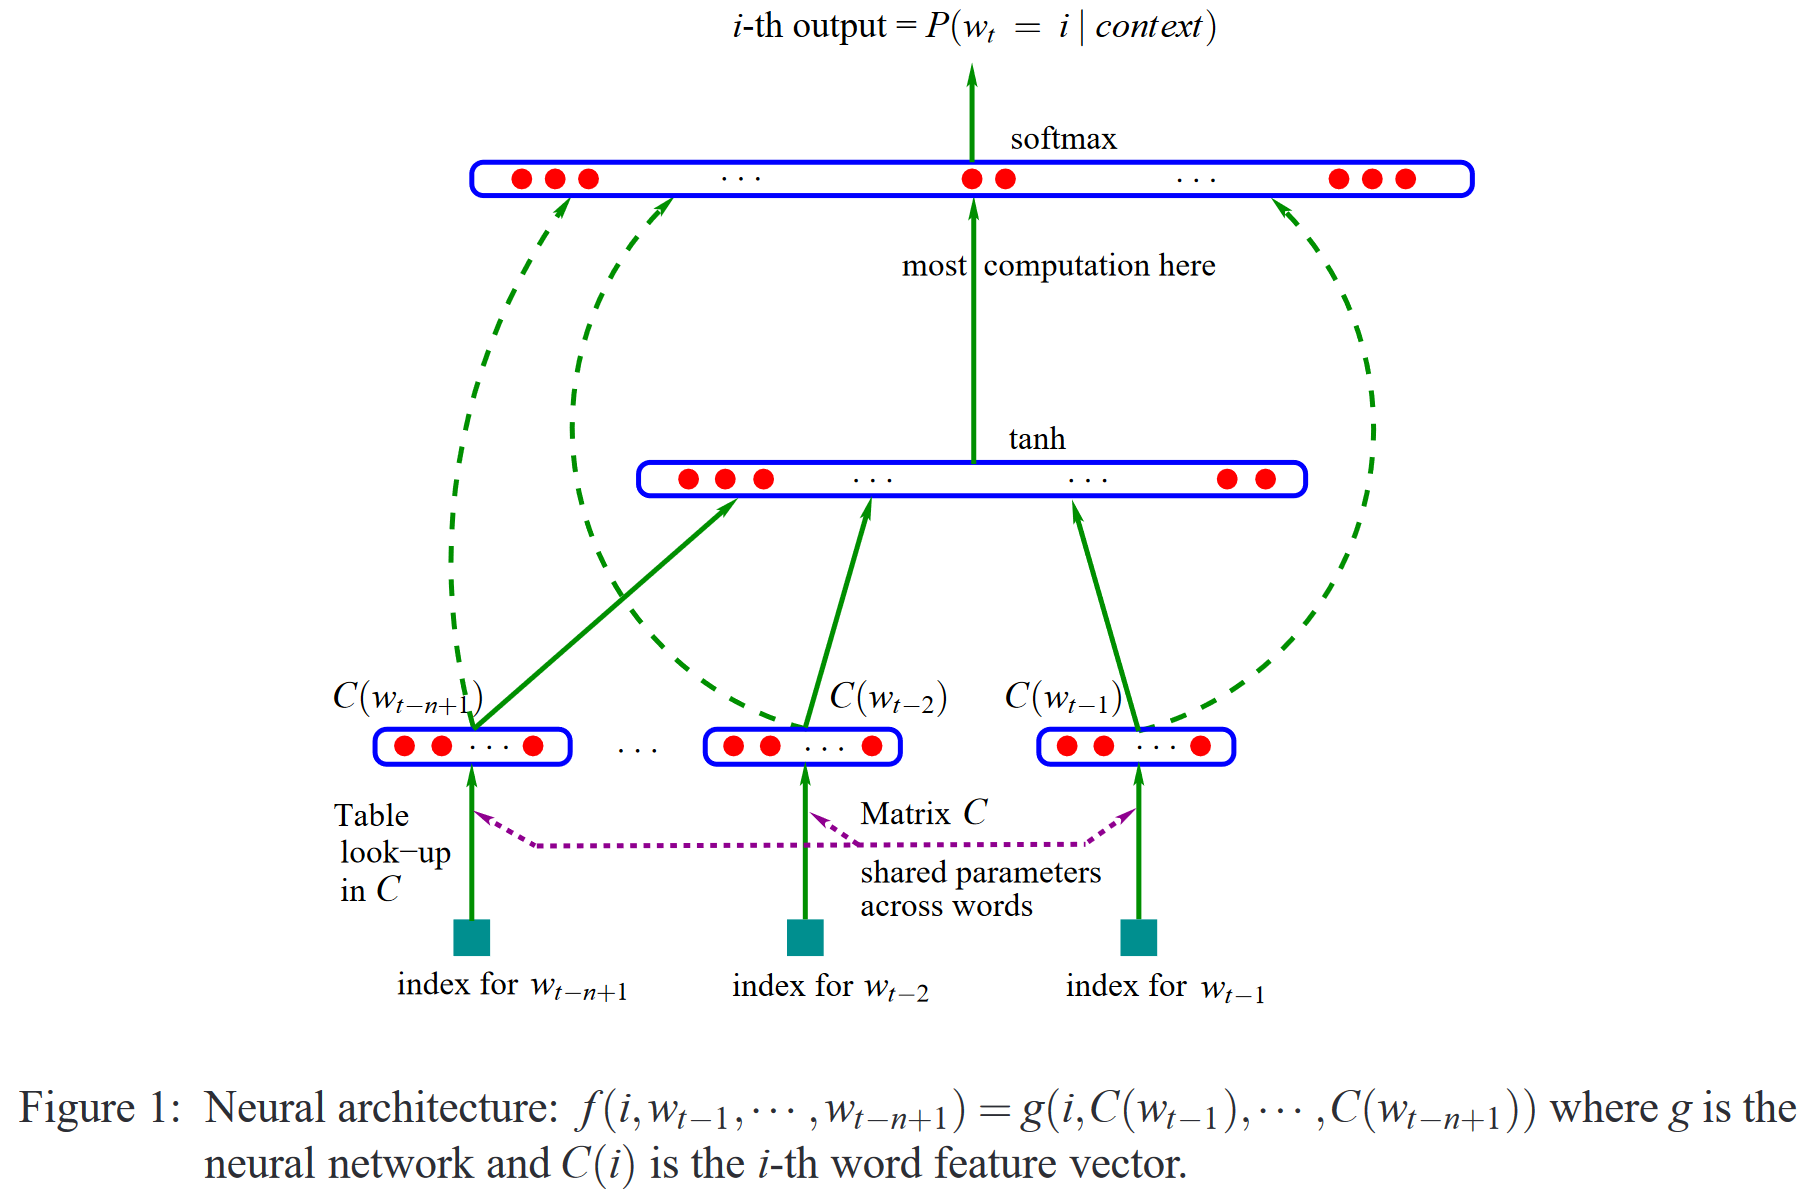 i-th output = P(w_t = i | context)
softmax
. . .
. . .
most computation here
tanh
. . .
. . .
C(w_{t−n+1})
C(w_{t−2})
C(w_{t−1})
. . .
. . .
. . .
. . .
Table
look−up
in C
Matrix C
shared parameters
across words
index for w_{t−n+1}
index for w_{t−2}
index for w_{t−1}
Figure 1: Neural architecture: f(i,w_{t−1},··· ,w_{t−n+1}) = g(i,C(w_{t−1}),··· ,C(w_{t−n+1})) where g is the
neural network and C(i) is the i-th word feature vector.